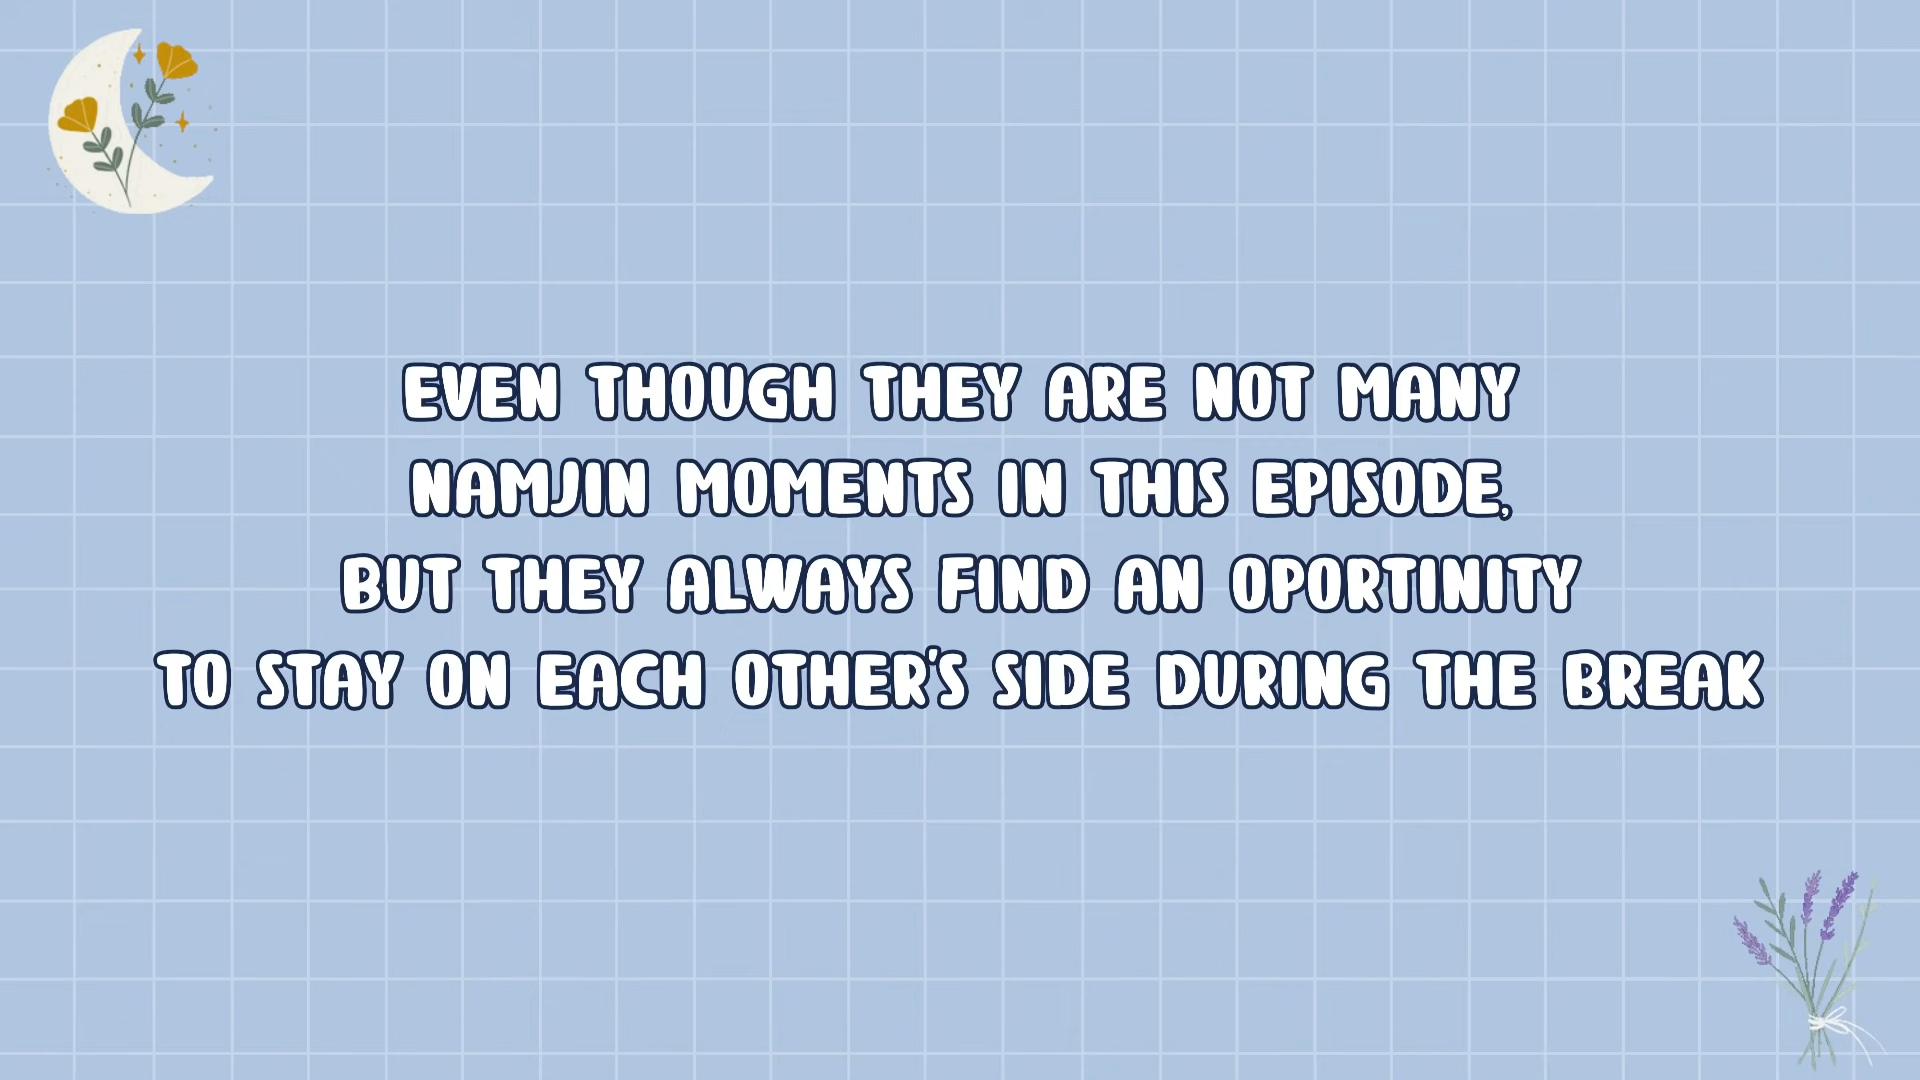 EVEN THOUGH THEY ARE NOT MANY
NAMJIN MOMENTS IN THIS EPISODE,
BUT THEY ALWAYS FIND AN OPORTINITY
TO STAY ON EACH OTHER'S SIDE DURING THE BREAK